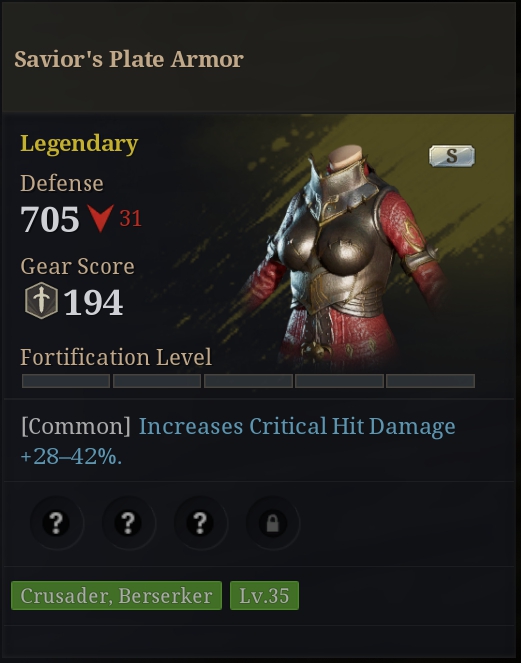 Savior's Plate Armor
Legendary
S
Defense
705 31
Gear Score
194
Fortification Level
[Common] Increases Critical Hit Damage
+28–42%.
? ? ?
Crusader, Berserker Lv.35